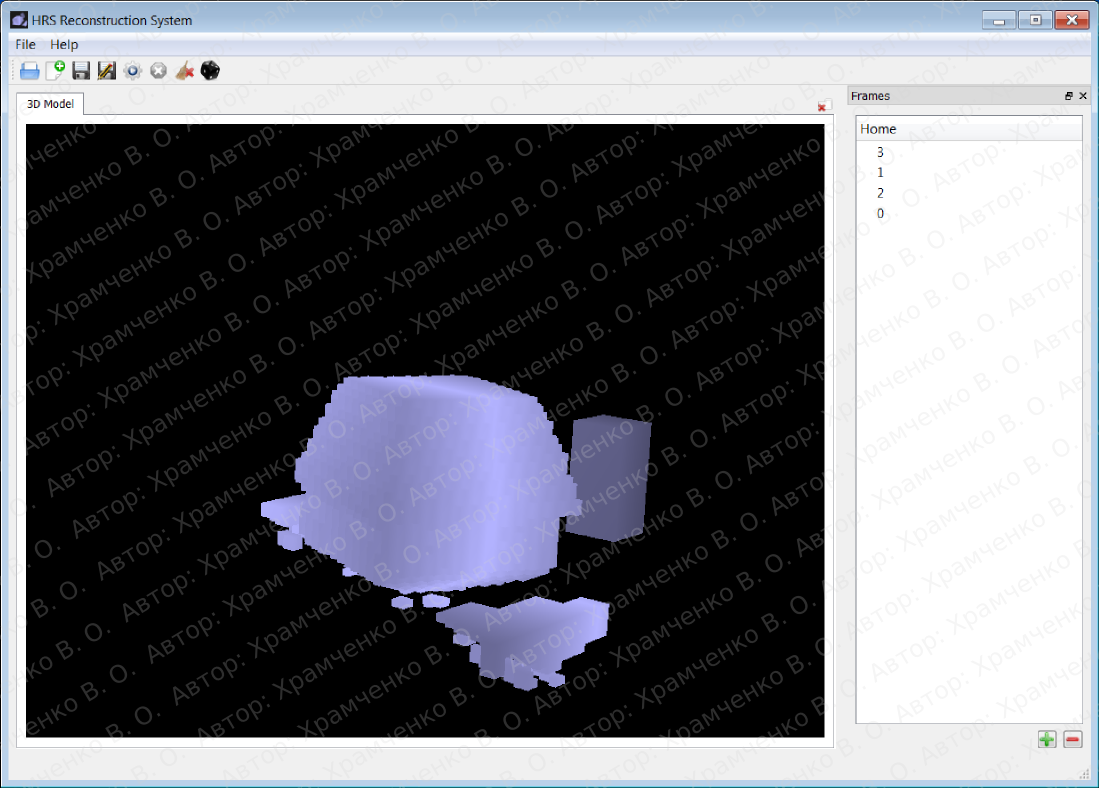 HRS Reconstruction System
File Help
3D Model
Frames
Home
3
1
2
0
Автор: Храмченко В. О. Автор: Храмченко В. О. Автор: Храмченко В. О.